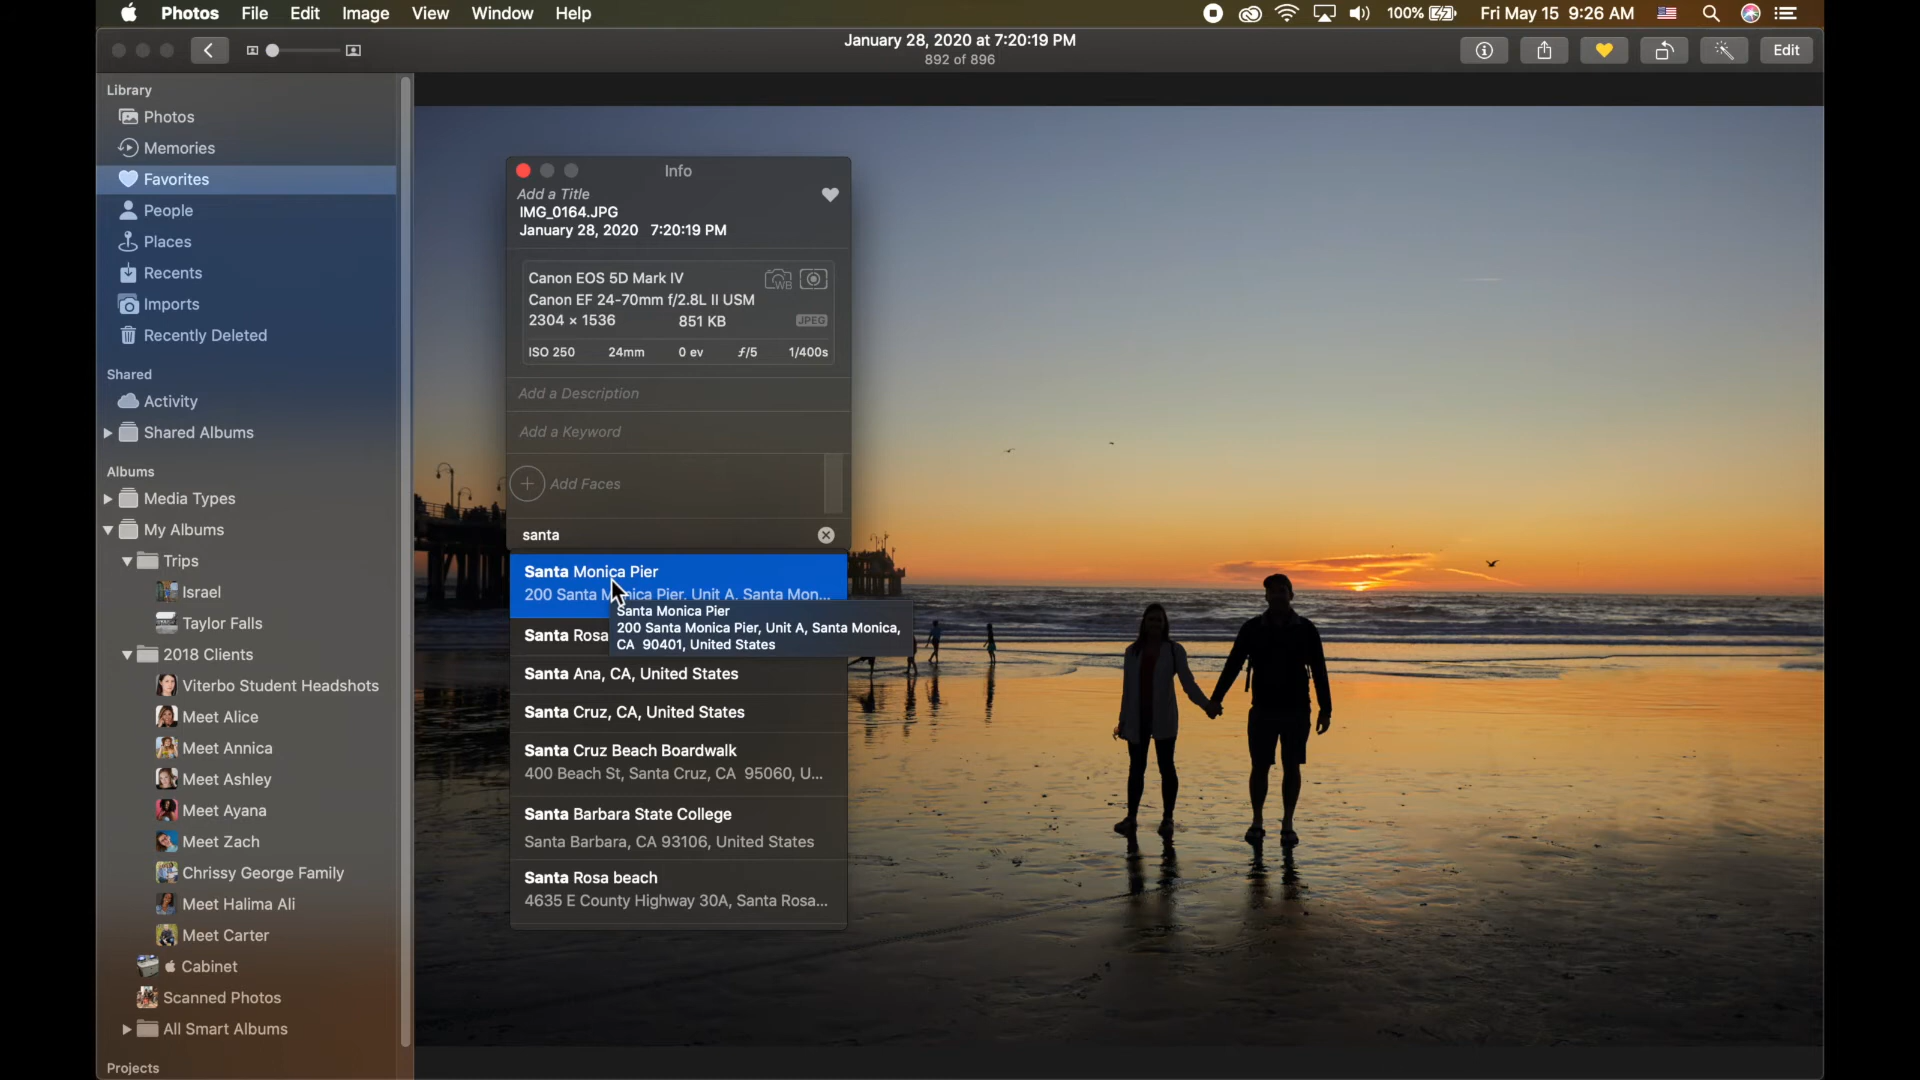 Photos File Edit Image View Window Help
100% Fri May 15 9:26 AM
January 28, 2020 at 7:20:19 PM
892 of 896
Edit
Library
Photos
Memories
Favorites
People
Places
Recents
Imports
Recently Deleted
Shared
Activity
Shared Albums
Albums
Media Types
My Albums
Trips
Israel
Taylor Falls
2018 Clients
Viterbo Student Headshots
Meet Alice
Meet Annica
Meet Ashley
Meet Ayana
Meet Zach
Chrissy George Family
Meet Halima Ali
Meet Carter
Cabinet
Scanned Photos
All Smart Albums
Projects
Info
Add a Title
IMG_0164.JPG
January 28, 2020 7:20:19 PM
Canon EOS 5D Mark IV
WB
Canon EF 24-70mm f/2.8L II USM
2304 × 1536 851 KB JPEG
ISO 250 24mm 0 ev ƒ/5 1/400s
Add a Description
Add a Keyword
Add Faces
santa
Santa Monica Pier
200 Santa Monica Pier, Unit A, Santa Mon...
Santa Monica Pier
200 Santa Monica Pier, Unit A, Santa Monica,
CA 90401, United States
Santa Rosa
Santa Ana, CA, United States
Santa Cruz, CA, United States
Santa Cruz Beach Boardwalk
400 Beach St, Santa Cruz, CA 95060, U...
Santa Barbara State College
Santa Barbara, CA 93106, United States
Santa Rosa beach
4635 E County Highway 30A, Santa Rosa...